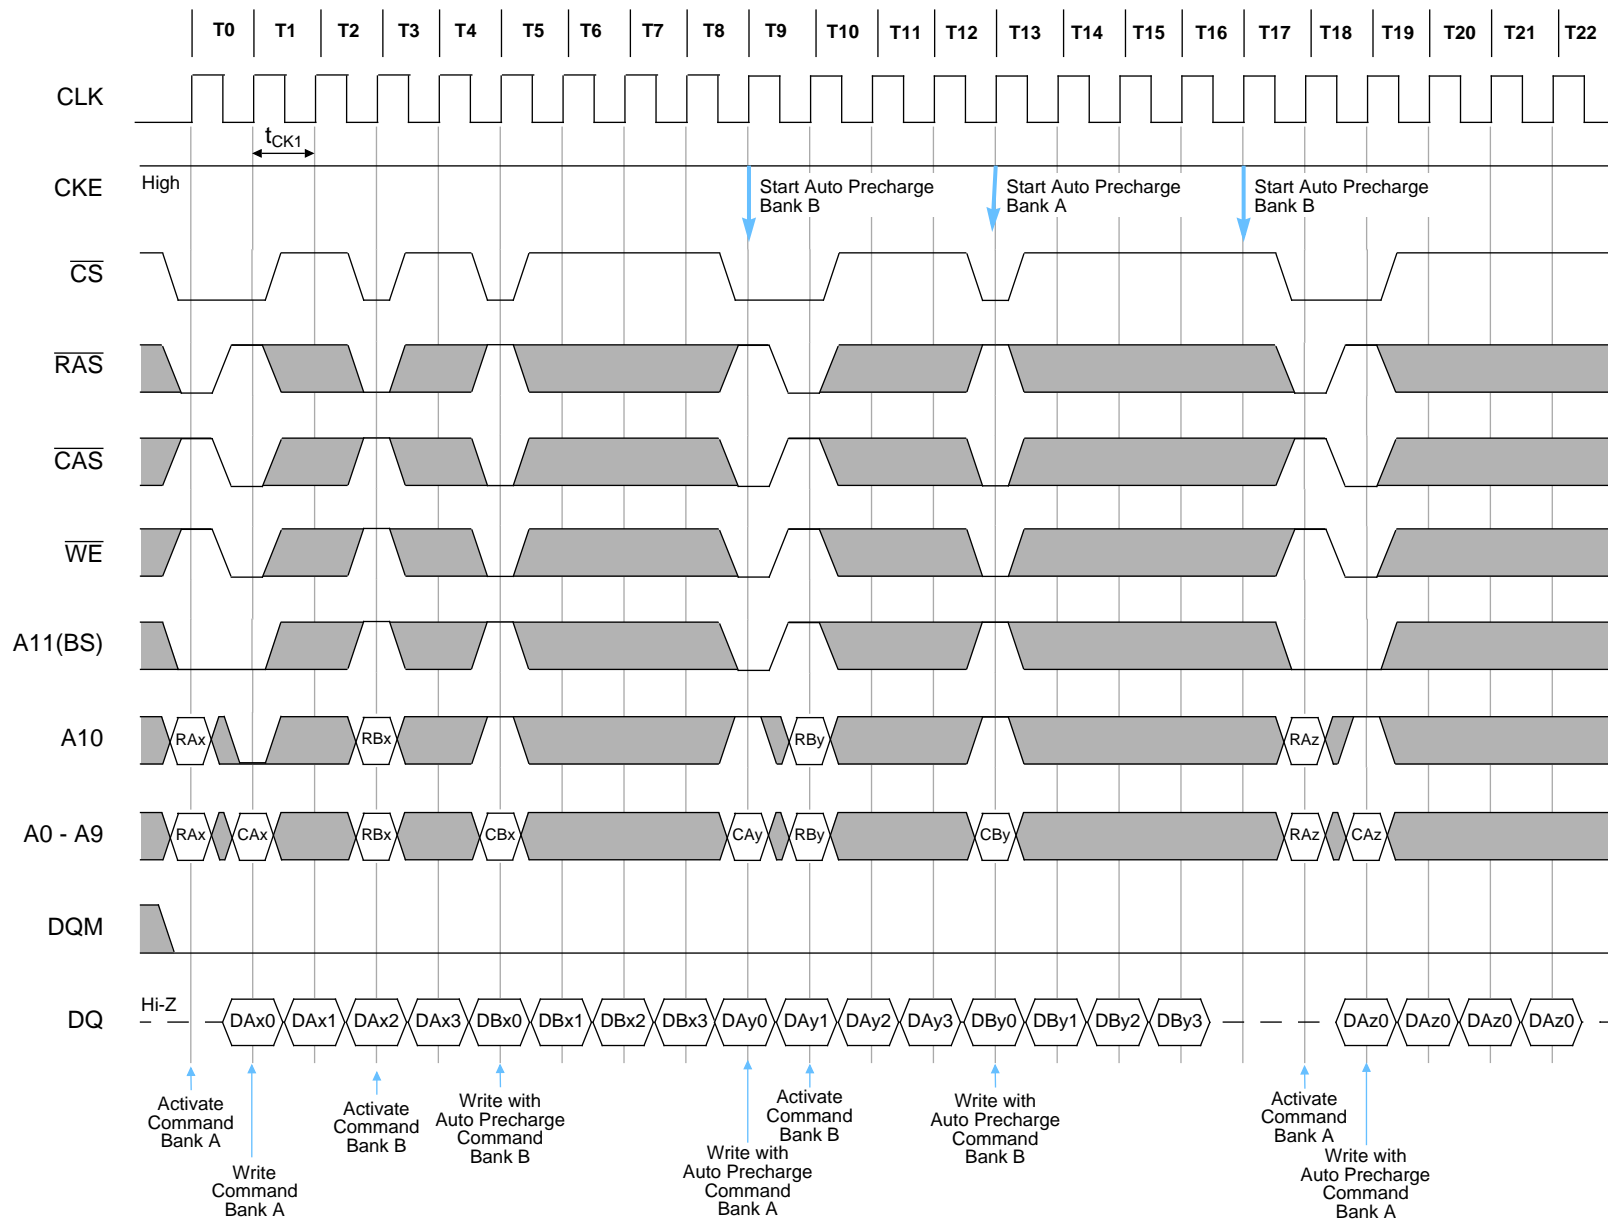 T0 T1 T2 T3 T4 T5 T6 T7 T8 T9 T10 T11 T12 T13 T14 T15 T16 T17 T18 T19 T20 T21 T22
CLK
tCK1
CKE
High
Start Auto Precharge
Bank B
Start Auto Precharge
Bank A
Start Auto Precharge
Bank B
CS
RAS
CAS
WE
A11(BS)
A10
RAx RBx RBy RAz
A0 - A9
RAx CAx RBx CBx CAy RBy CBy RAz CAz
DQM
DQ
Hi-Z
DAx0 DAx1 DAx2 DAx3 DBx0 DBx1 DBx2 DBx3 DAy0 DAy1 DAy2 DAy3 DBy0 DBy1 DBy2 DBy3 DAz0 DAz0 DAz0 DAz0
Activate
Command
Bank A
Write
Command
Bank A
Activate
Command
Bank B
Write with
Auto Precharge
Command
Bank B
Write with
Auto Precharge
Command
Bank A
Activate
Command
Bank B
Write with
Auto Precharge
Command
Bank B
Activate
Command
Bank A
Write with
Auto Precharge
Command
Bank A